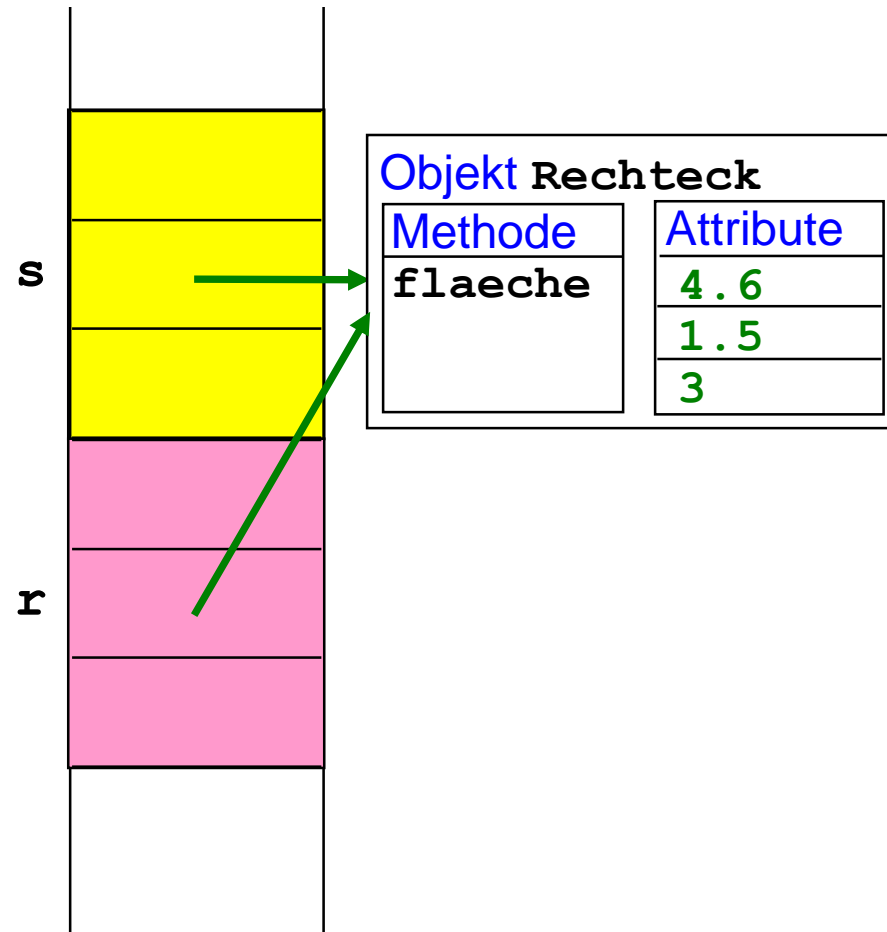 Objekt Rechteck
Methode
Attribute
s
flaeche
4.6
1.5
3
r